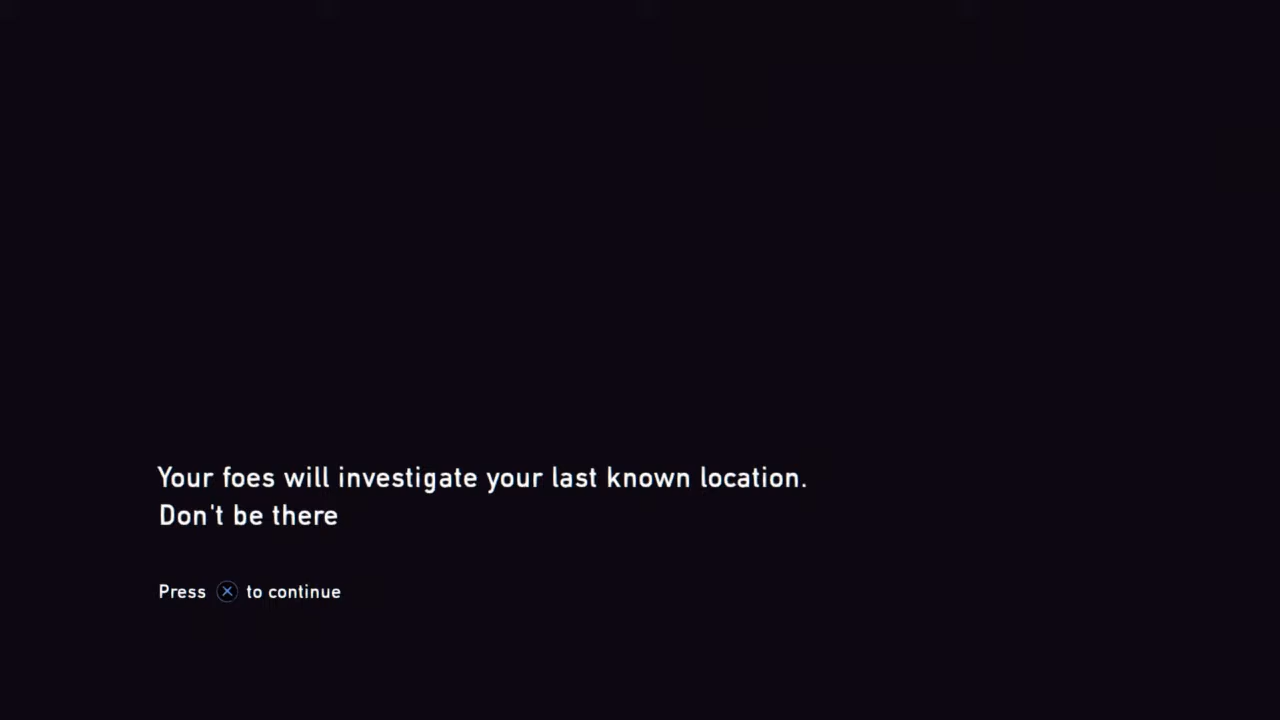 Your foes will investigate your last known location.
Don't be there
Press ⓧ to continue